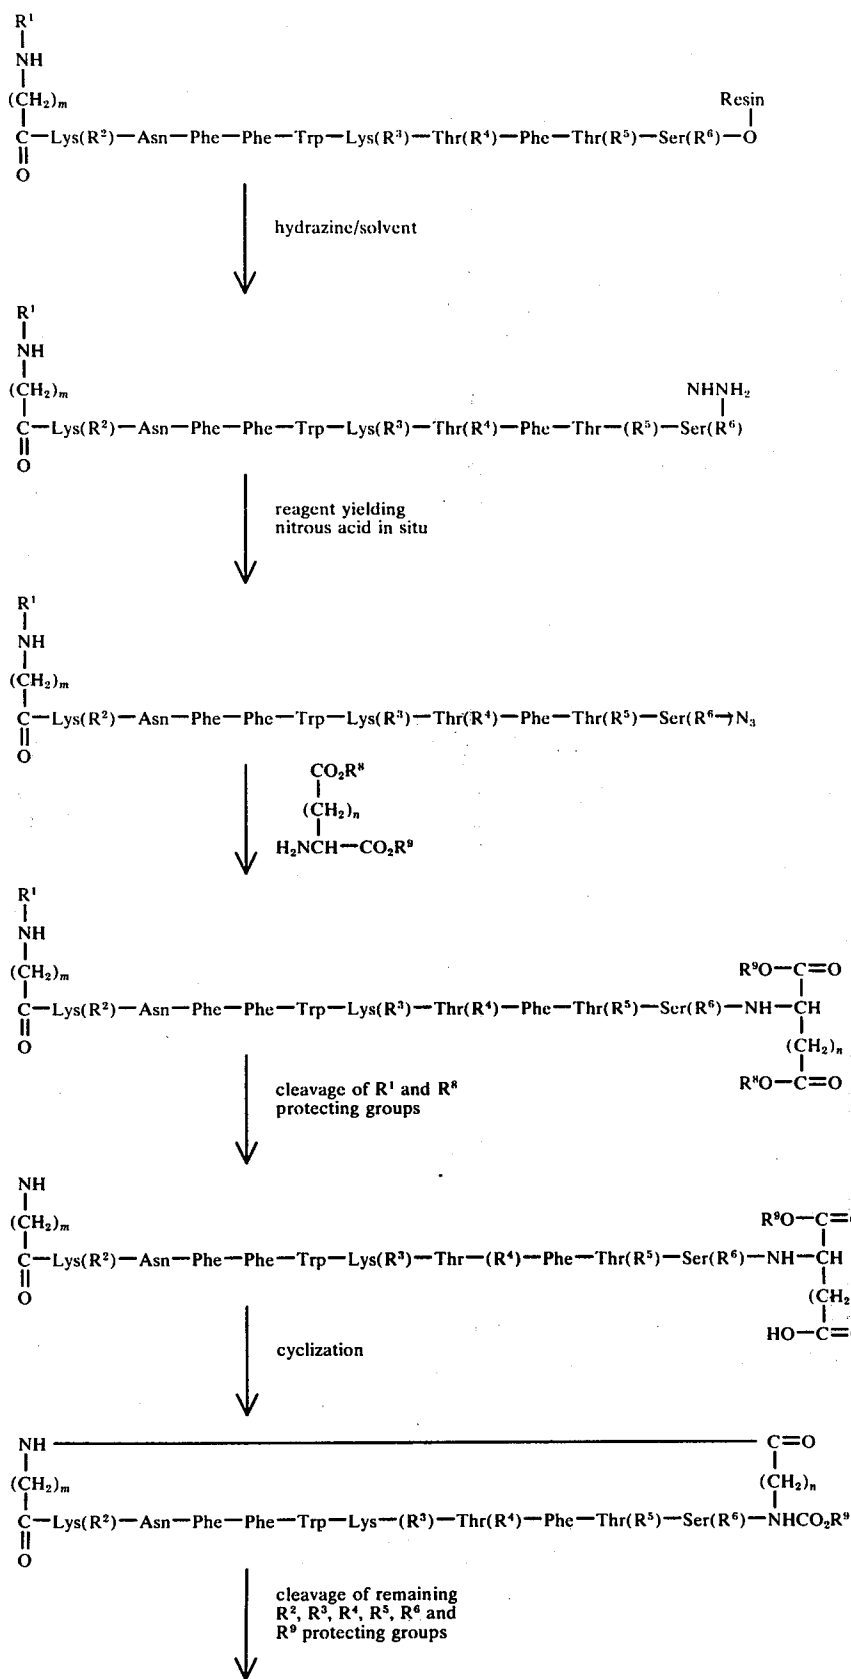 R¹
NH
(CH₂)ₘ
Resin
C—Lys(R²)—Asn—Phe—Phe—Trp—Lys(R³)—Thr(R⁴)—Phe—Thr(R⁵)—Ser(R⁶)—O
O
hydrazine/solvent
R¹
NH
(CH₂)ₘ
NHNH₂
C—Lys(R²)—Asn—Phe—Phe—Trp—Lys(R³)—Thr(R⁴)—Phe—Thr—(R⁵)—Ser(R⁶)
O
reagent yielding
nitrous acid in situ
R¹
NH
(CH₂)ₘ
C—Lys(R²)—Asn—Phe—Phe—Trp—Lys(R³)—Thr(R⁴)—Phe—Thr(R⁵)—Ser(R⁶→)N₃
O
CO₂R⁸
(CH₂)ₙ
H₂NCH—CO₂R⁹
R¹
NH
(CH₂)ₘ
R⁹O—C=O
C—Lys(R²)—Asn—Phe—Phe—Trp—Lys(R³)—Thr(R⁴)—Phe—Thr(R⁵)—Ser(R⁶)—NH—CH
O
(CH₂)ₙ
R⁸O—C=O
cleavage of R¹ and R⁸
protecting groups
NH
(CH₂)ₘ
R⁹O—C=
C—Lys(R²)—Asn—Phe—Phe—Trp—Lys(R³)—Thr—(R⁴)—Phe—Thr(R⁵)—Ser(R⁶)—NH—CH
O
(CH₂
HO—C=
cyclization
NH C=O
(CH₂)ₘ (CH₂)ₙ
C—Lys(R²)—Asn—Phe—Phe—Trp—Lys—(R³)—Thr(R⁴)—Phe—Thr(R⁵)—Ser(R⁶)—NHCO₂R⁹
O
cleavage of remaining
R², R³, R⁴, R⁵, R⁶ and
R⁹ protecting groups